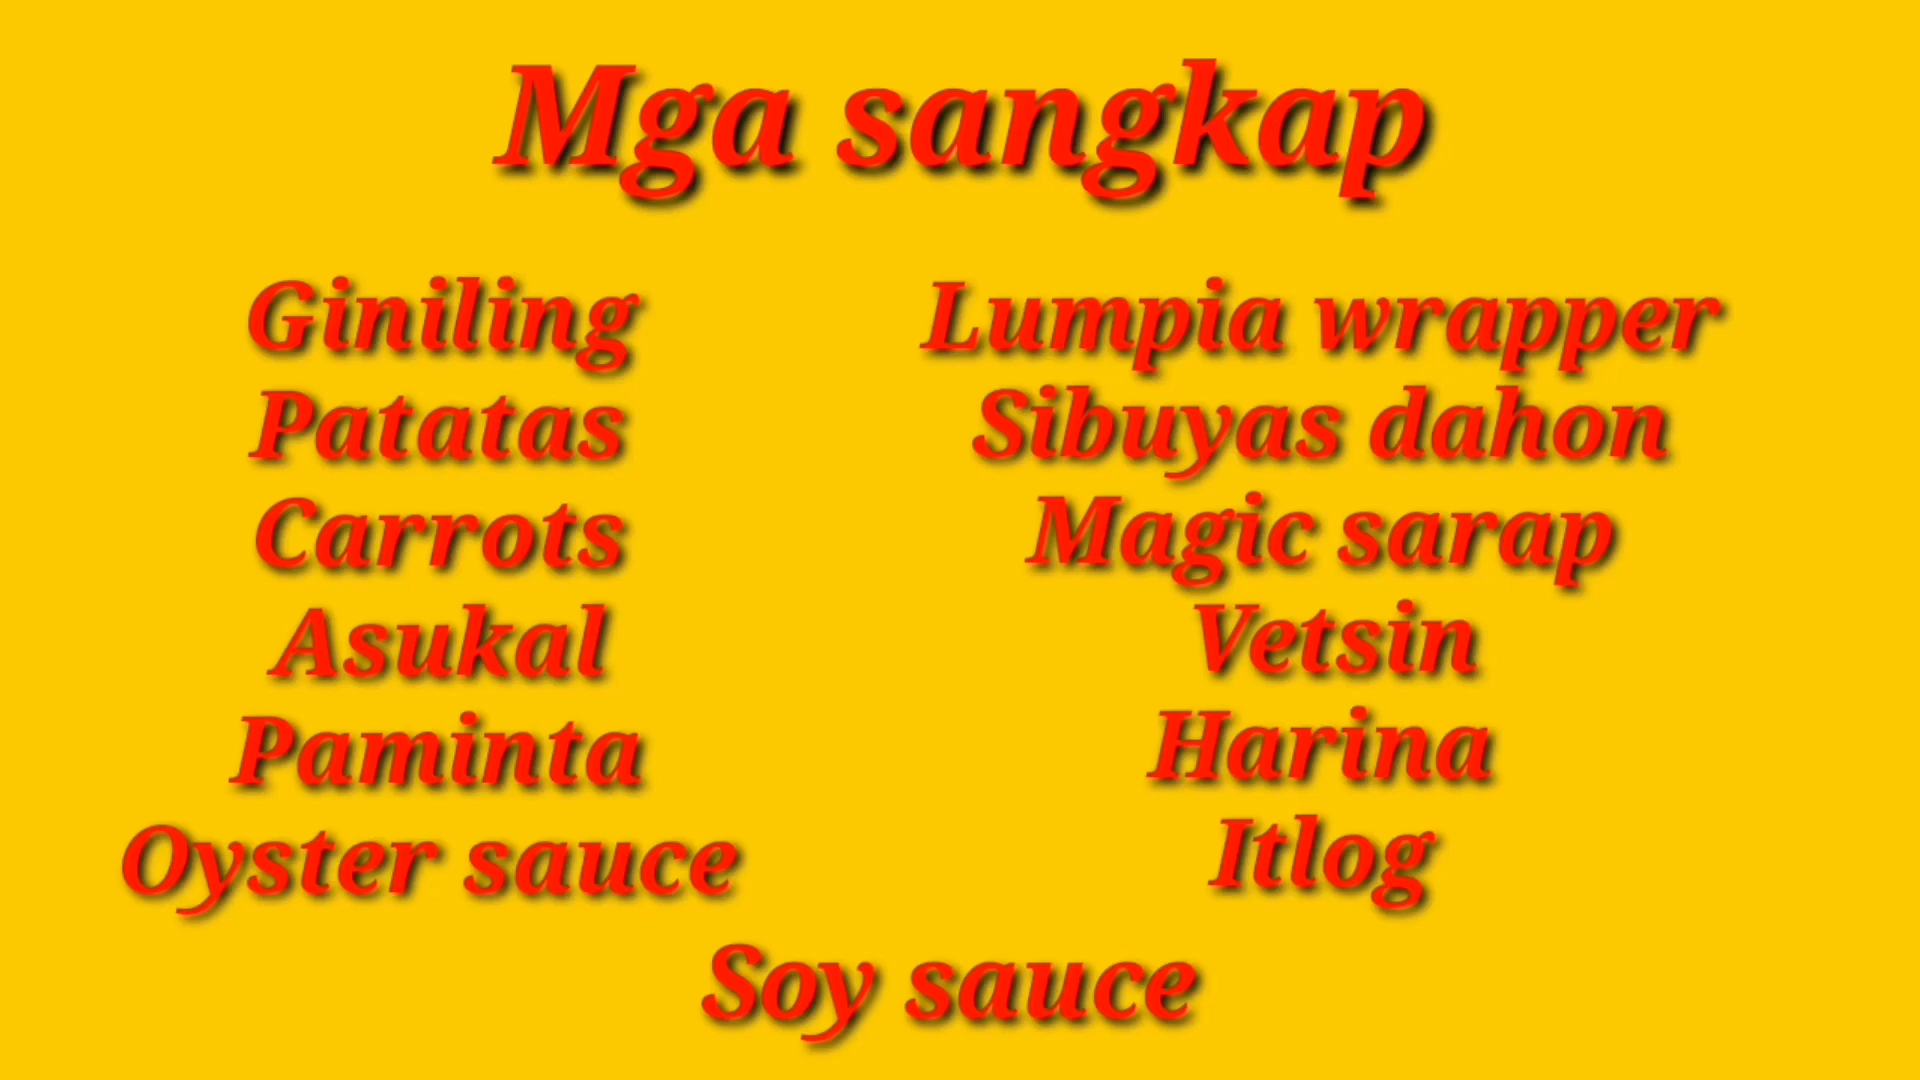 Mga sangkap
Giniling
Patatas
Carrots
Asukal
Paminta
Oyster sauce
Lumpia wrapper
Sibuyas dahon
Magic sarap
Vetsin
Harina
Itlog
Soy sauce